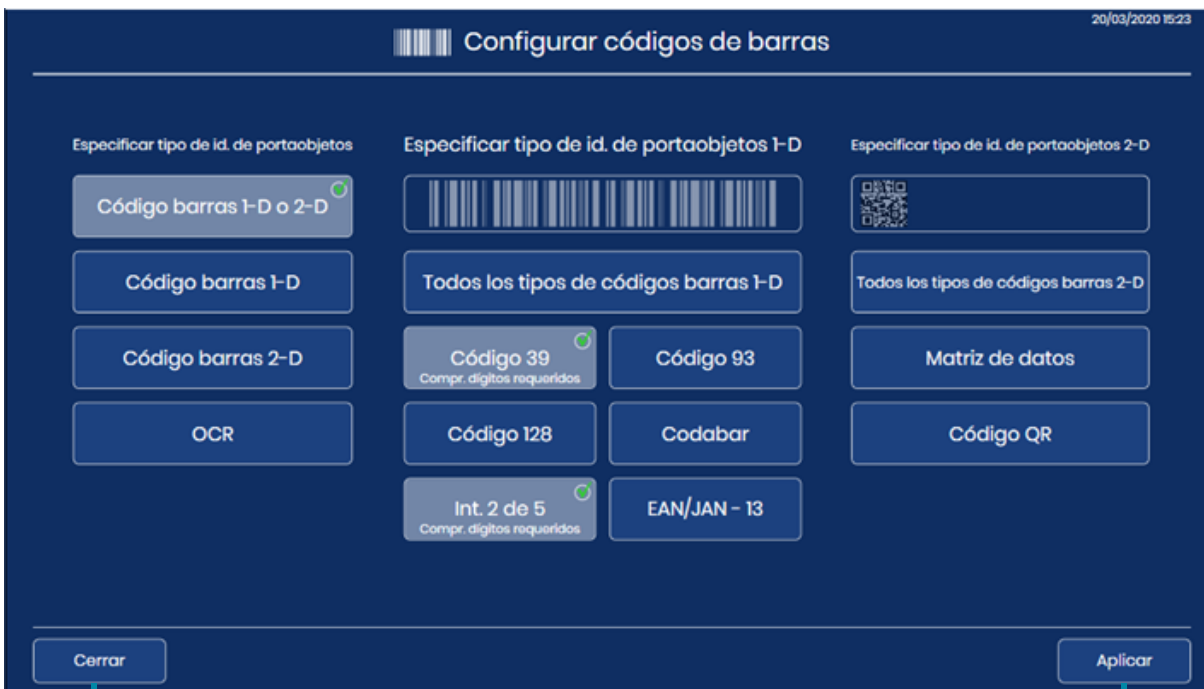 20/03/2020 15:23
Configurar códigos de barras
Especificar tipo de id. de portaobjetos
Código barras 1-D o 2-D
Código barras 1-D
Código barras 2-D
OCR
Especificar tipo de id. de portaobjetos 1-D
Todos los tipos de códigos barras 1-D
Código 39
Compr. dígitos requeridos
Código 93
Código 128
Codabar
Int. 2 de 5
Compr. dígitos requeridos
EAN/JAN - 13
Especificar tipo de id. de portaobjetos 2-D
Todos los tipos de códigos barras 2-D
Matriz de datos
Código QR
Cerrar
Aplicar